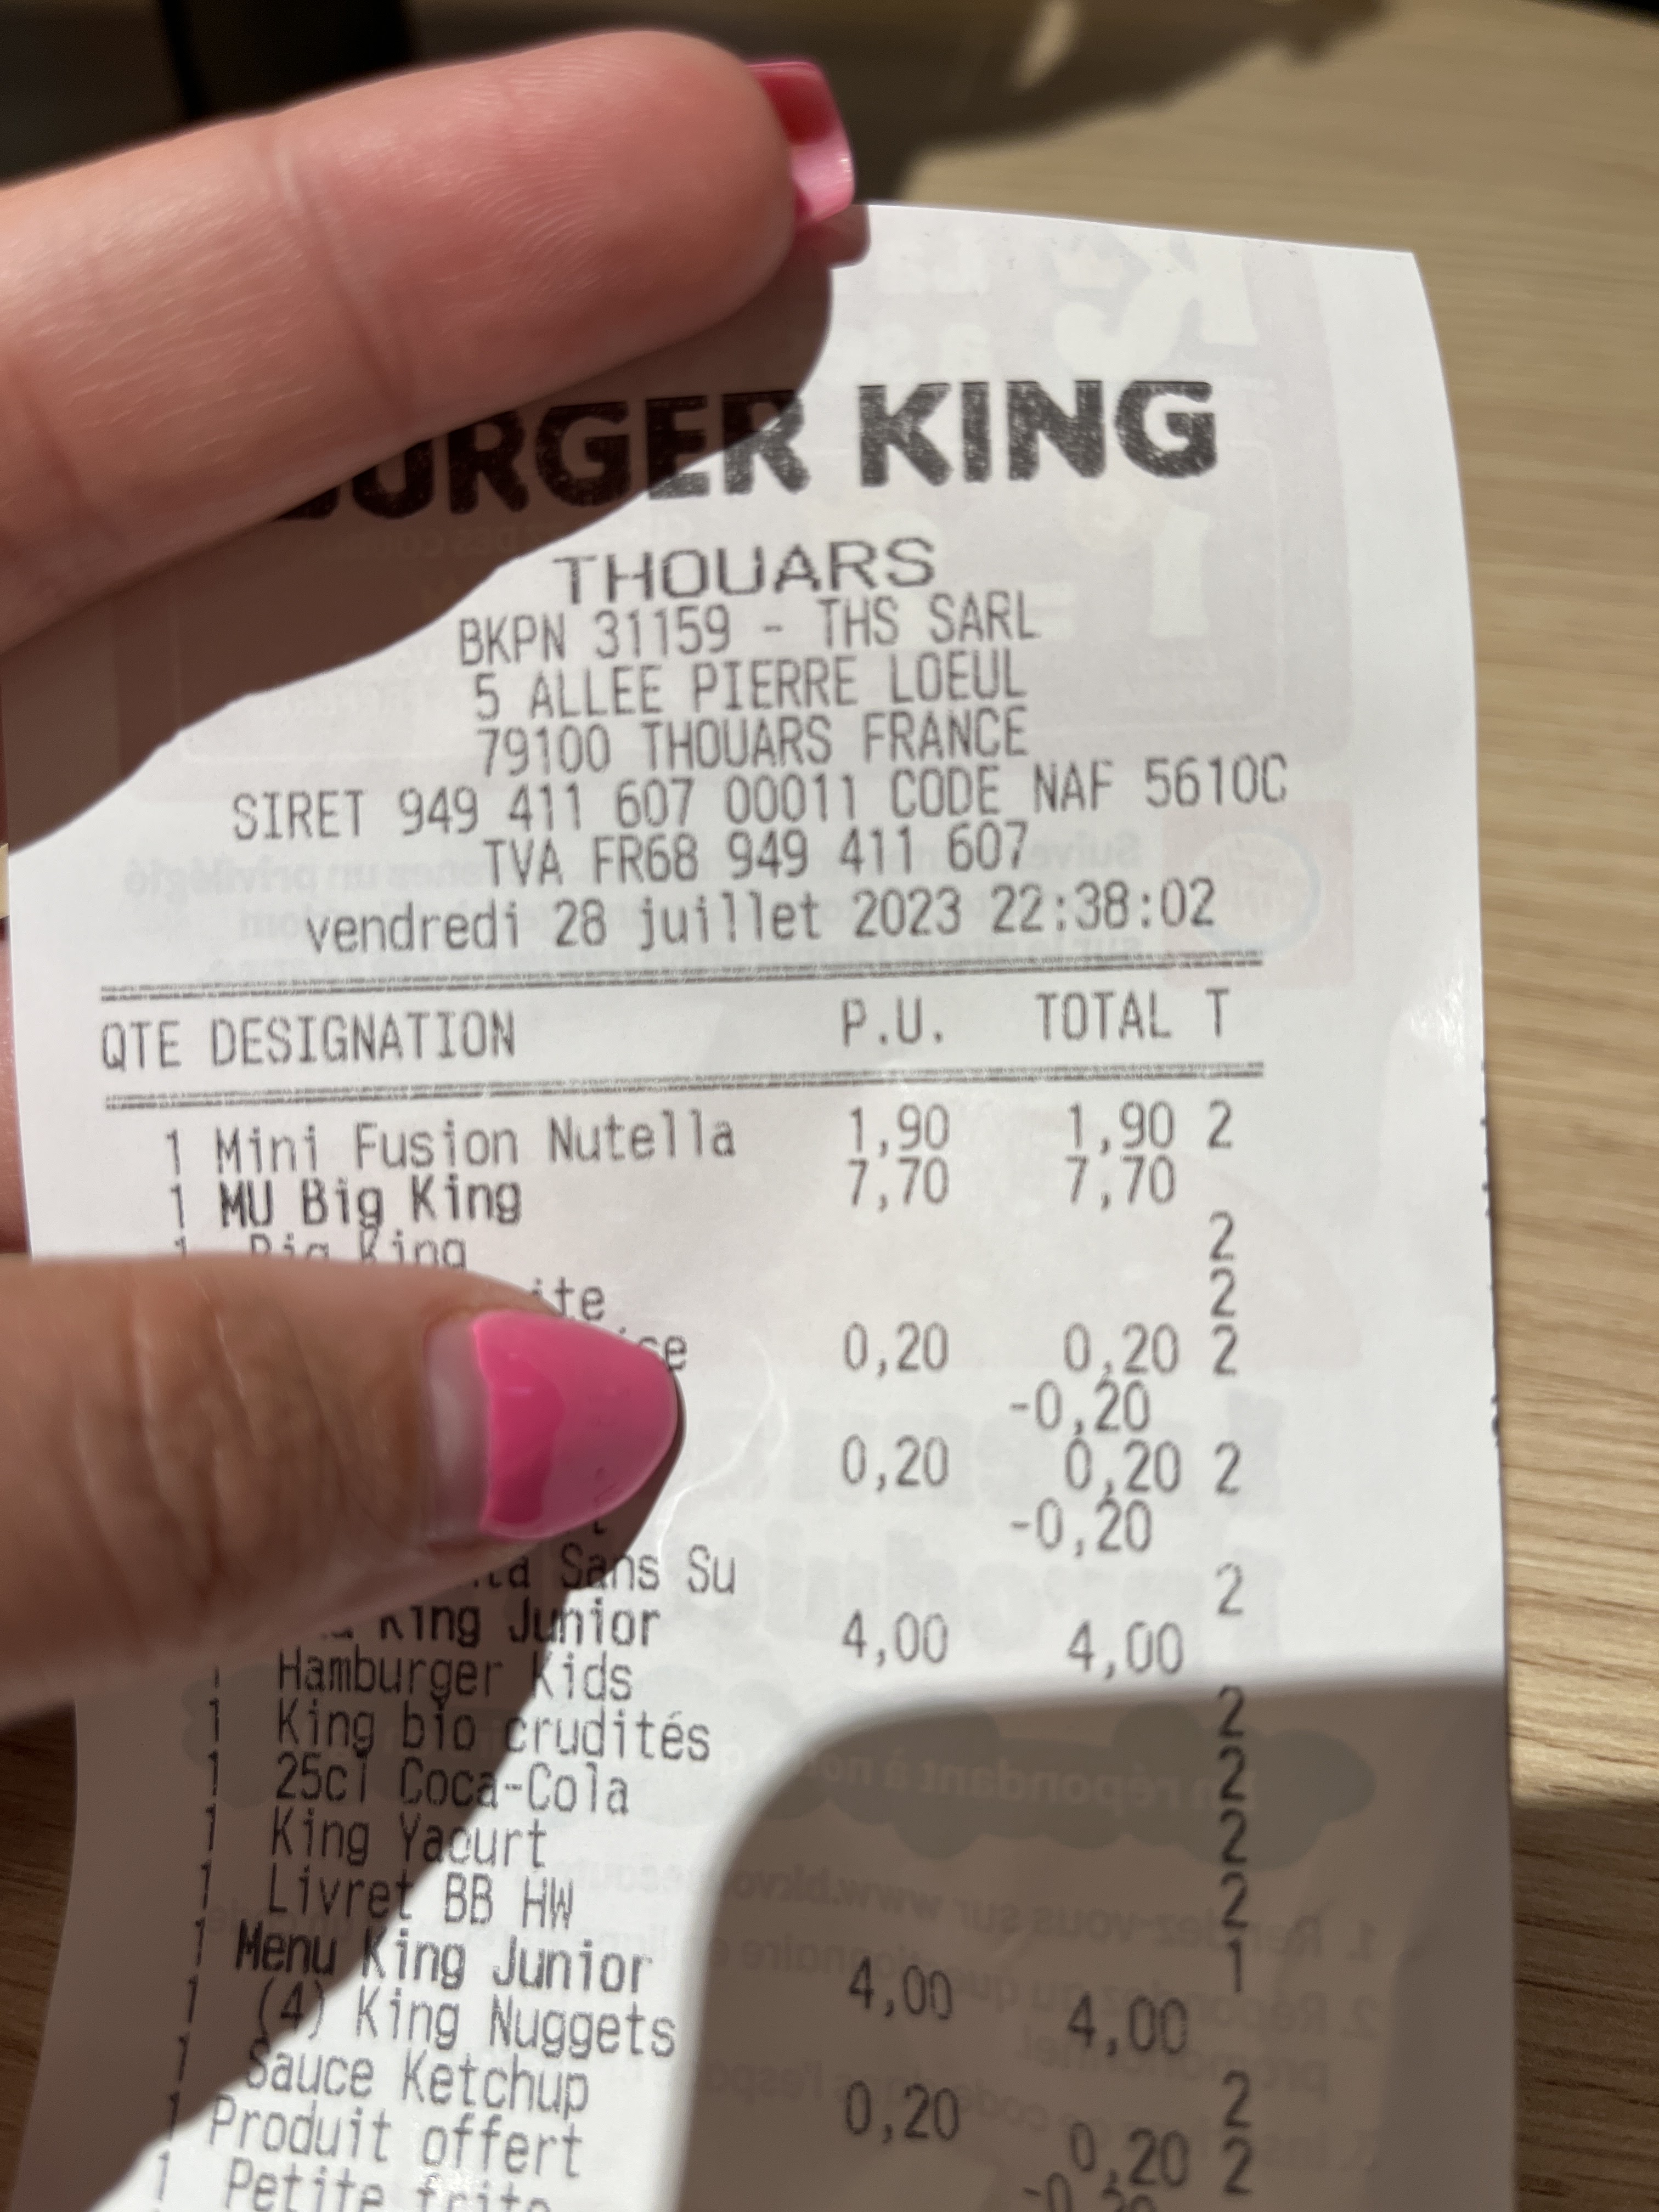 BURGER KING
THOUARS
BKPN 31159 - THS SARL
5 ALLEE PIERRE LOEUL
79100 THOUARS FRANCE
SIRET 949 411 607 00011 CODE NAF 5610C
TVA FR68 949 411 607
vendredi 28 juillet 2023 22:38:02
QTE DESIGNATION P.U. TOTAL T
1 Mini Fusion Nutella 1,90 1,90 2
1 MU Big King 7,70 7,70
1 Big King 2
2
0,20 0,20 2
-0,20
0,20 0,20 2
-0,20
Sans Su 2
King Junior 4,00 4,00
Hamburger Kids 2
1 King bio crudités 2
1 25cl Coca-Cola 2
1 King Yaourt 2
1 Livret BB HW 1
1 Menu King Junior 4,00 4,00
1 (4) King Nuggets 2
1 Sauce Ketchup 0,20 0,20 2
1 Produit offert
1 Petite frite